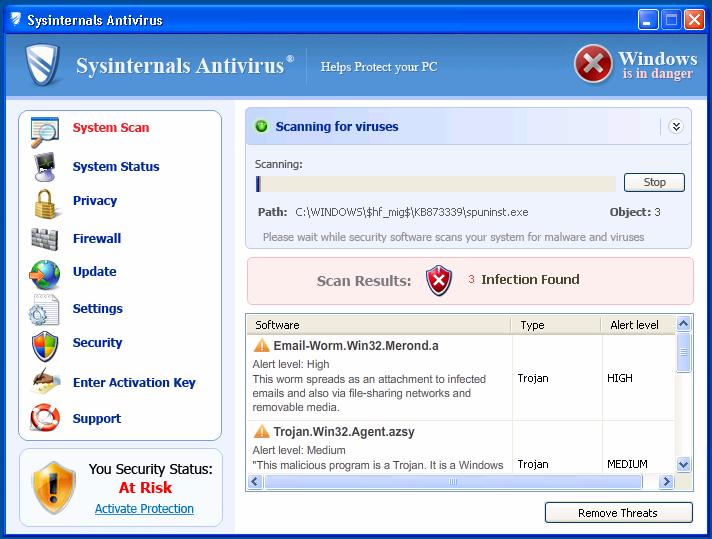 Sysinternals Antivirus
Sysinternals Antivirus® Helps Protect your PC
Windows
is in danger
System Scan
System Status
Privacy
Firewall
Update
Settings
Security
Enter Activation Key
Support
You Security Status:
At Risk
Activate Protection
Scanning for viruses
Scanning:
Stop
Path: C:\WINDOWS\$hf_mig$\KB873339\spuninst.exe Object: 3
Please wait while security software scans your system for malware and viruses
Scan Results: 3 Infection Found
Software Type Alert level
Email-Worm.Win32.Merond.a
Alert level: High
This worm spreads as an attachment to infected
emails and also via file-sharing networks and
removable media.
Trojan HIGH
Trojan.Win32.Agent.azsy
Alert level: Medium
"This malicious program is a Trojan. It is a Windows
Trojan MEDIUM
Remove Threats